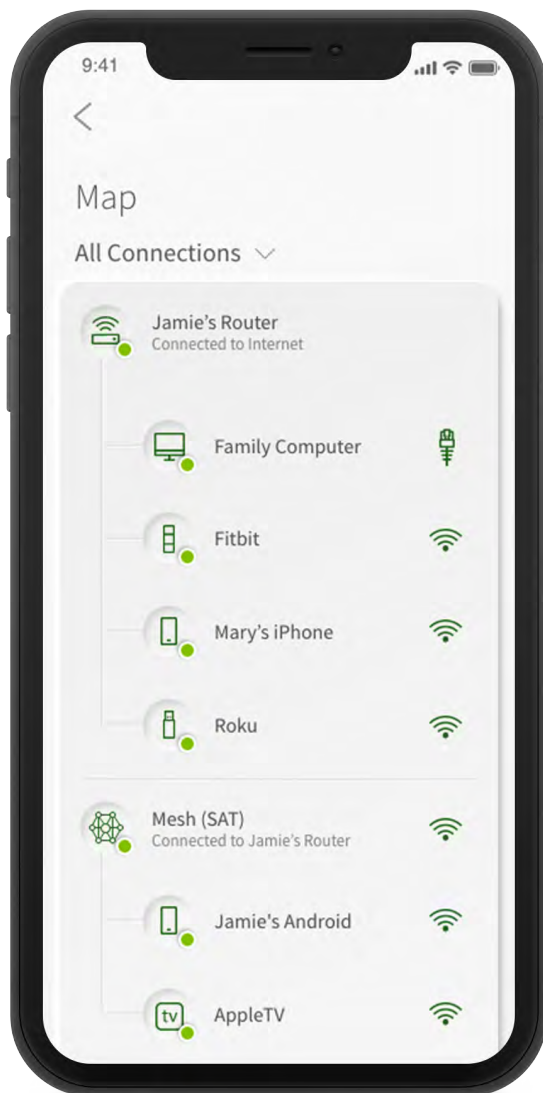 9:41
Map
All Connections
Jamie's Router
Connected to Internet
Family Computer
Fitbit
Mary's iPhone
Roku
Mesh (SAT)
Connected to Jamie's Router
Jamie's Android
tv
AppleTV